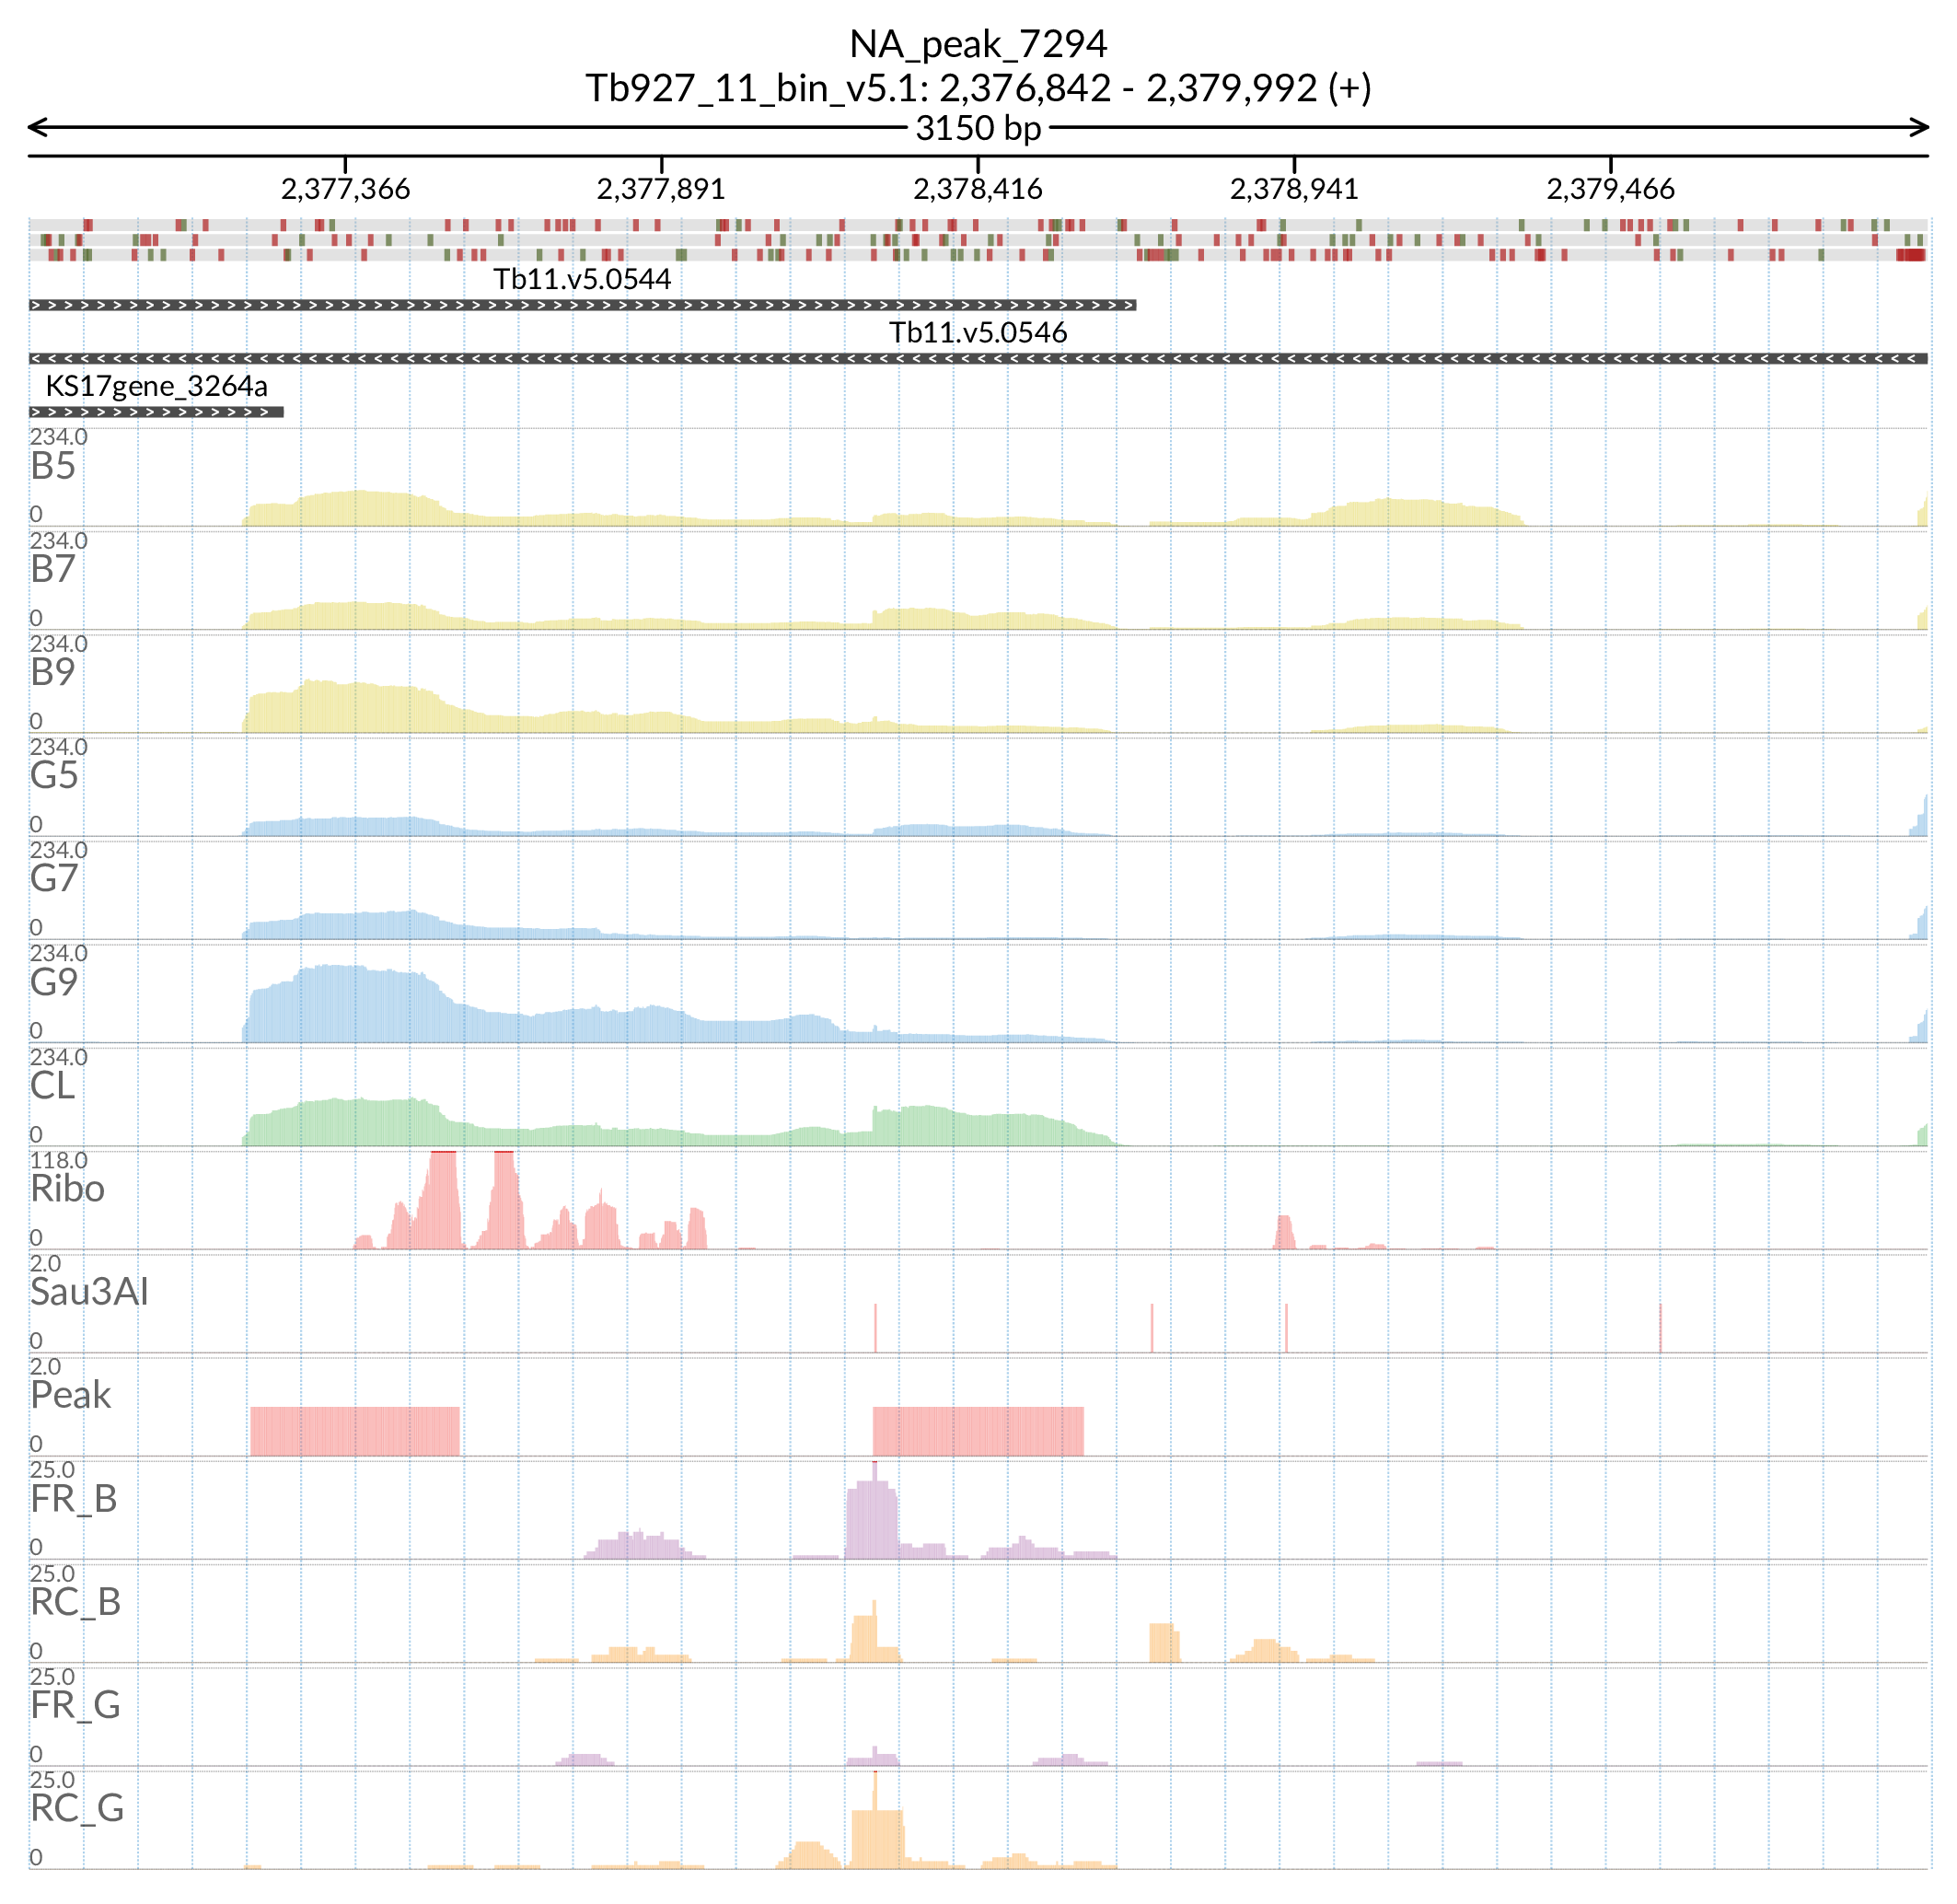 NA_peak_7294
Tb927_11_bin_v5.1: 2,376,842 - 2,379,992 (+)
3150 bp
2,377,366 2,377,891 2,378,416 2,378,941 2,379,466
Tb11.v5.0544
Tb11.v5.0546
KS17gene_3264a
234.0
B5
0
234.0
B7
0
234.0
B9
0
234.0
G5
0
234.0
G7
0
234.0
G9
0
234.0
CL
0
118.0
Ribo
0
2.0
Sau3AI
0
2.0
Peak
0
25.0
FR_B
0
25.0
RC_B
0
25.0
FR_G
0
25.0
RC_G
0